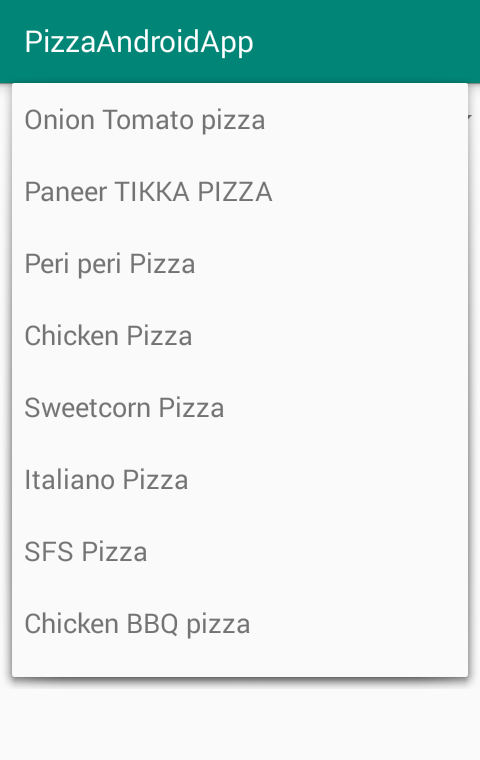 PizzaAndroidApp
Onion Tomato pizza
Paneer TIKKA PIZZA
Peri peri Pizza
Chicken Pizza
Sweetcorn Pizza
Italiano Pizza
SFS Pizza
Chicken BBQ pizza